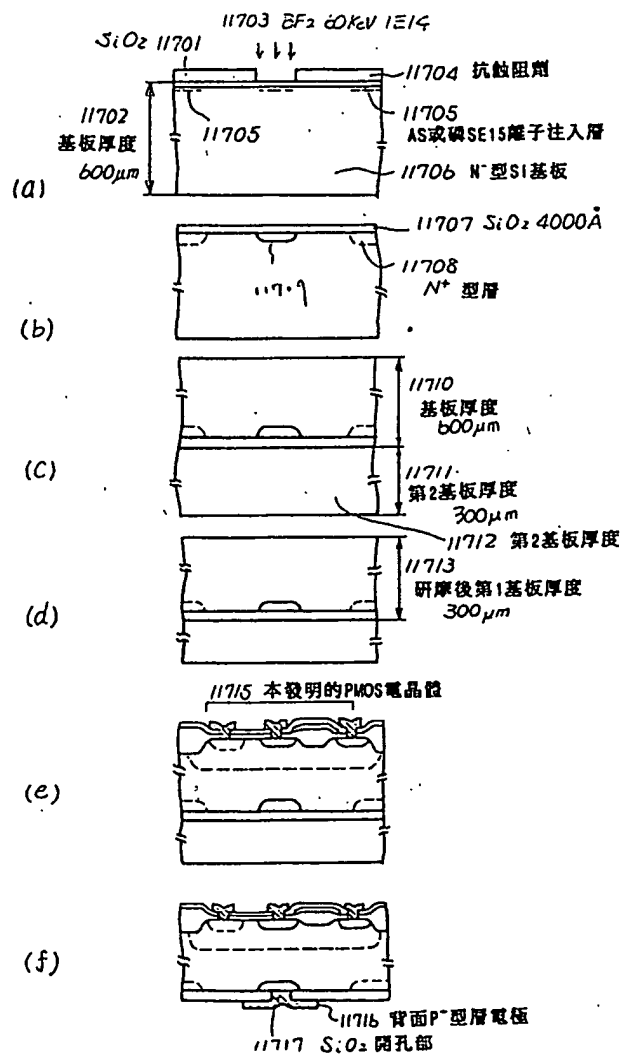 11703 BF2 60KeV 1E14
SiO2 11701
11704 抗蝕阻劑
11702
基板厚度
600μm
11705
11705
AS或磷5E15離子注入層
11706 N⁻型SI基板
(a)
11707 SiO2 4000Å
11708
N⁺ 型層
11709
(b)
11710
基板厚度
600μm
11711
第2基板厚度
300μm
11712 第2基板厚度
(c)
11713
研磨後第1基板厚度
300μm
(d)
11715 本發明的PMOS電晶體
(e)
(f)
11716 背面P⁻型層電極
11717 SiO2 開孔部